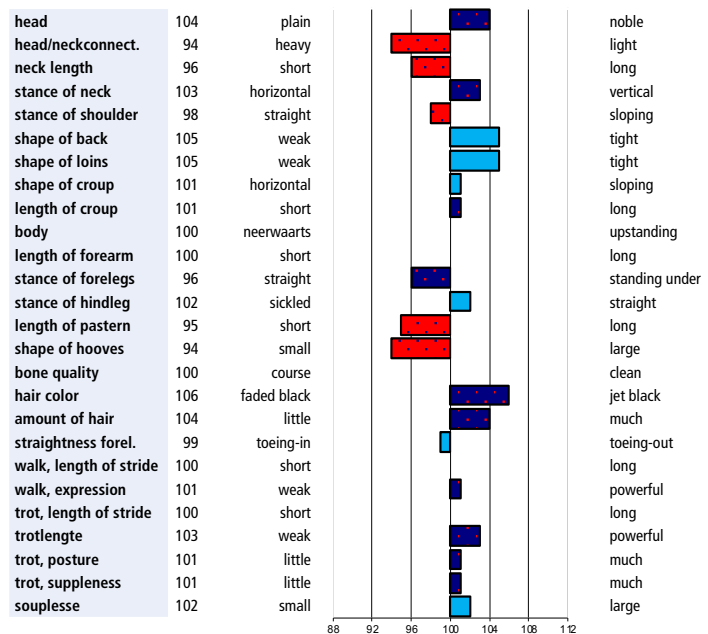 head 104 plain noble
head/neckconnect. 94 heavy light
neck length 96 short long
stance of neck 103 horizontal vertical
stance of shoulder 98 straight sloping
shape of back 105 weak tight
shape of loins 105 weak tight
shape of croup 101 horizontal sloping
length of croup 101 short long
body 100 neerwaarts upstanding
length of forearm 100 short long
stance of forelegs 96 straight standing under
stance of hindleg 102 sickled straight
length of pastern 95 short long
shape of hooves 94 small large
bone quality 100 course clean
hair color 106 faded black jet black
amount of hair 104 little much
straightness forel. 99 toeing-in toeing-out
walk, length of stride 100 short long
walk, expression 101 weak powerful
trot, length of stride 100 short long
trotlengte 103 weak powerful
trot, posture 101 little much
trot, suppleness 101 little much
souplesse 102 small large
88 92 96 100 104 108 112